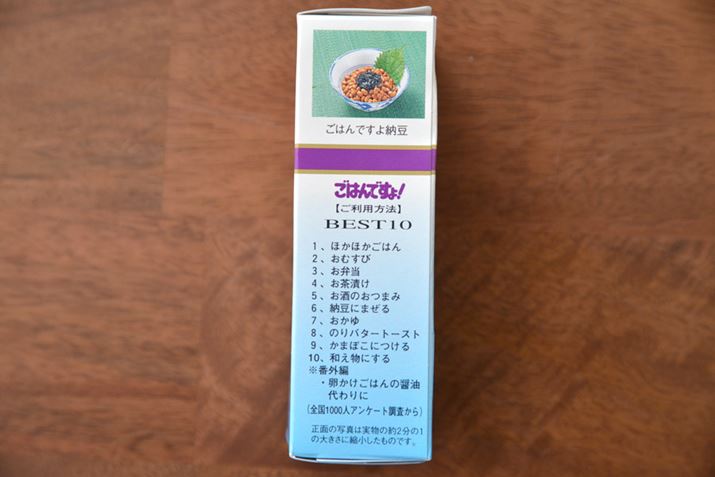 ごはんですよ納豆
ごはんですよ!
【ご利用方法】
BEST10
1、ほかほかごはん
2、おむすび
3、お弁当
4、お茶漬け
5、お酒のおつまみ
6、納豆にまぜる
7、おかゆ
8、のりバタートースト
9、かまぼこにつける
10、和え物にする
※番外編
・卵かけごはんの醤油
代わりに
(全国1000人アンケート調査から)
正面の写真は実物の約2分の1
の大きさに縮小したものです。